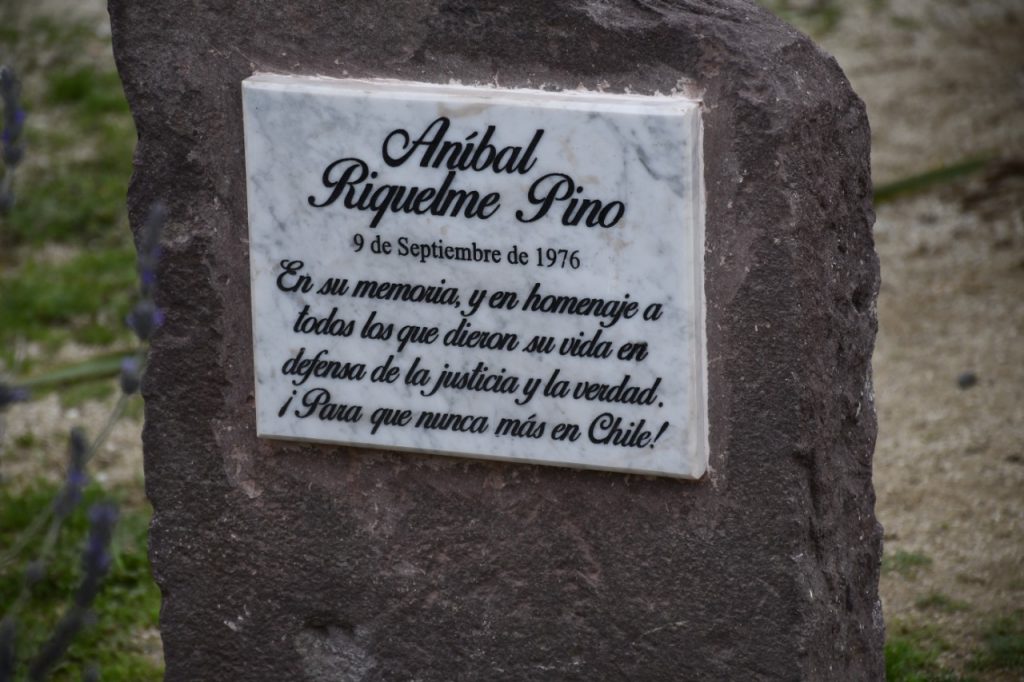 Aníbal
Riquelme Pino
9 de Septiembre de 1976
En su memoria, y en homenaje a
todos los que dieron su vida en
defensa de la justicia y la verdad.
¡Para que nunca más en Chile!